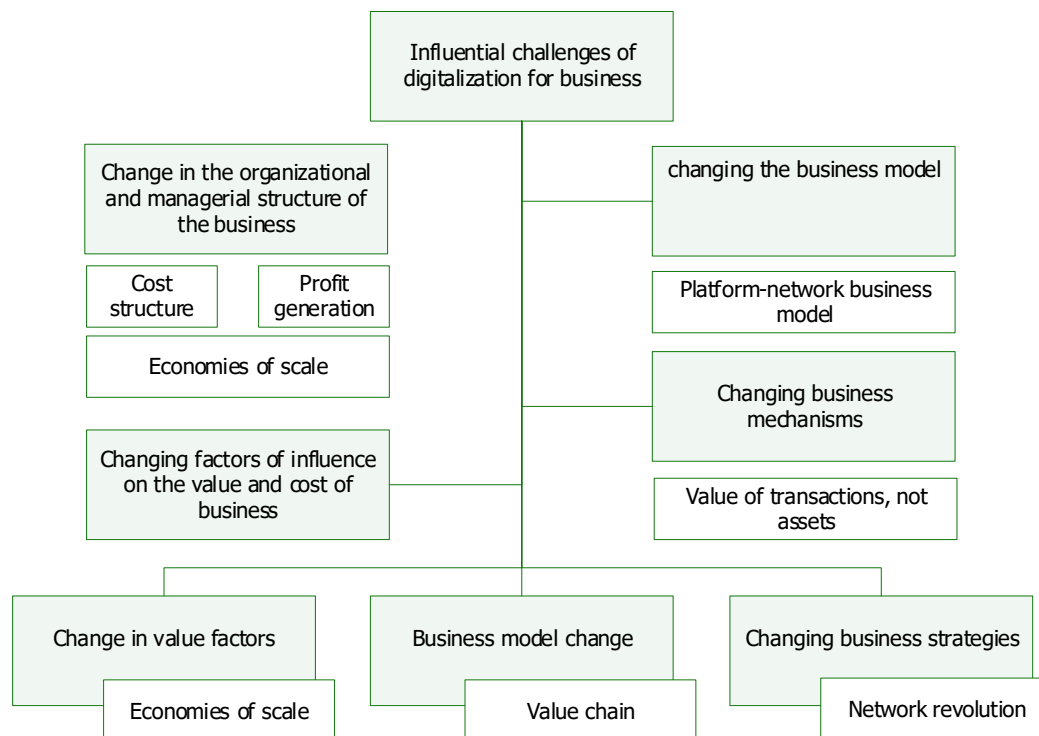 Influential challenges of
digitalization for business
Change in the organizational
and managerial structure of
the business
Cost
structure
Profit
generation
Economies of scale
Changing factors of influence
on the value and cost of
business
changing the business model
Platform-network business
model
Changing business
mechanisms
Value of transactions, not
assets
Change in value factors
Economies of scale
Business model change
Value chain
Changing business strategies
Network revolution